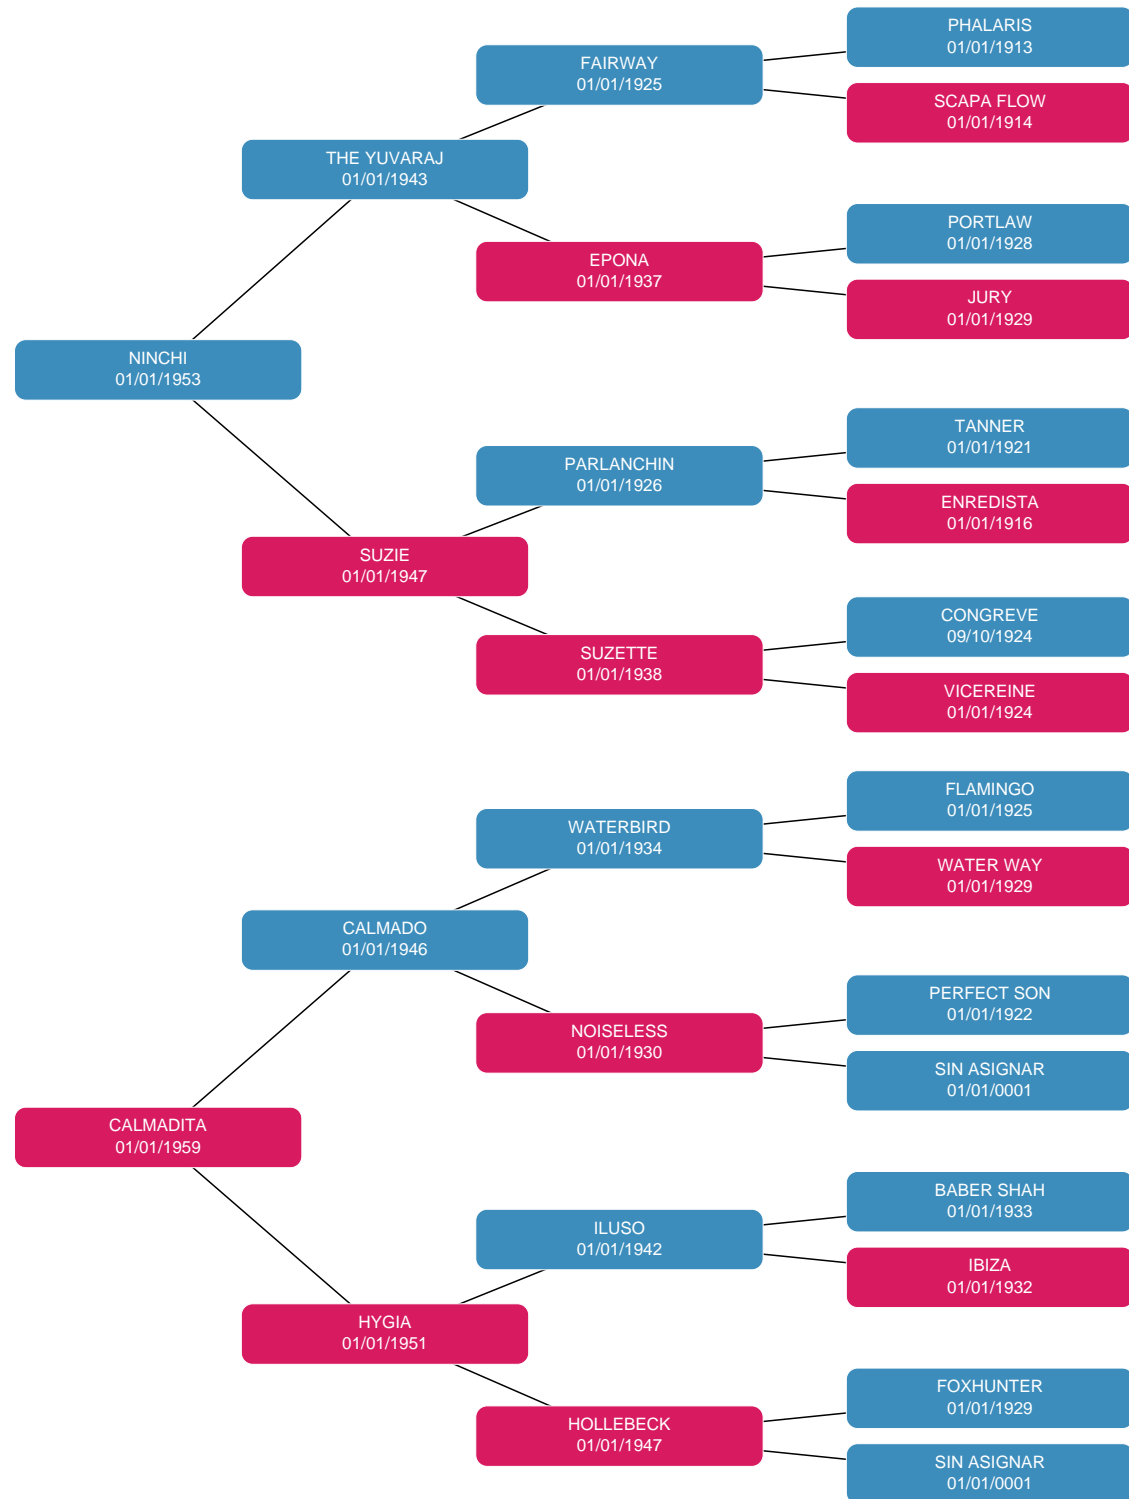 PHALARIS
01/01/1913
FAIRWAY
01/01/1925
SCAPA FLOW
01/01/1914
THE YUVARAJ
01/01/1943
PORTLAW
01/01/1928
EPONA
01/01/1937
JURY
01/01/1929
NINCHI
01/01/1953
TANNER
01/01/1921
PARLANCHIN
01/01/1926
ENREDISTA
01/01/1916
SUZIE
01/01/1947
CONGREVE
09/10/1924
SUZETTE
01/01/1938
VICEREINE
01/01/1924
FLAMINGO
01/01/1925
WATERBIRD
01/01/1934
WATER WAY
01/01/1929
CALMADO
01/01/1946
PERFECT SON
01/01/1922
NOISELESS
01/01/1930
SIN ASIGNAR
01/01/0001
CALMADITA
01/01/1959
BABER SHAH
01/01/1933
ILUSO
01/01/1942
IBIZA
01/01/1932
HYGIA
01/01/1951
FOXHUNTER
01/01/1929
HOLLEBECK
01/01/1947
SIN ASIGNAR
01/01/0001